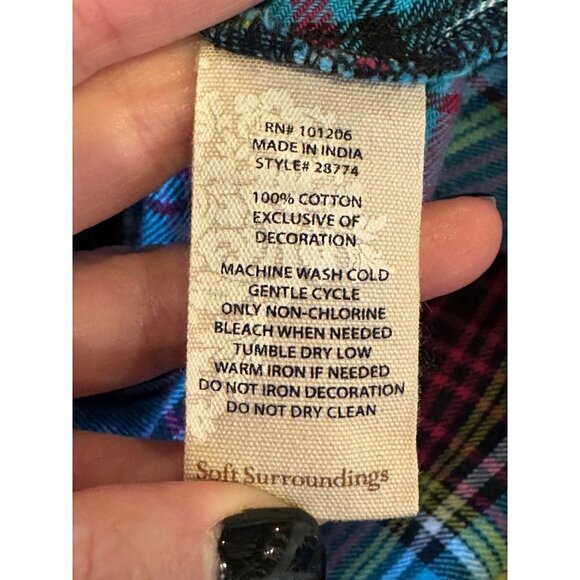 RN# 101206
MADE IN INDIA
STYLE# 28774
100% COTTON
EXCLUSIVE OF
DECORATION
MACHINE WASH COLD
GENTLE CYCLE
ONLY NON-CHLORINE
BLEACH WHEN NEEDED
TUMBLE DRY LOW
WARM IRON IF NEEDED
DO NOT IRON DECORATION
DO NOT DRY CLEAN
Soft Surroundings